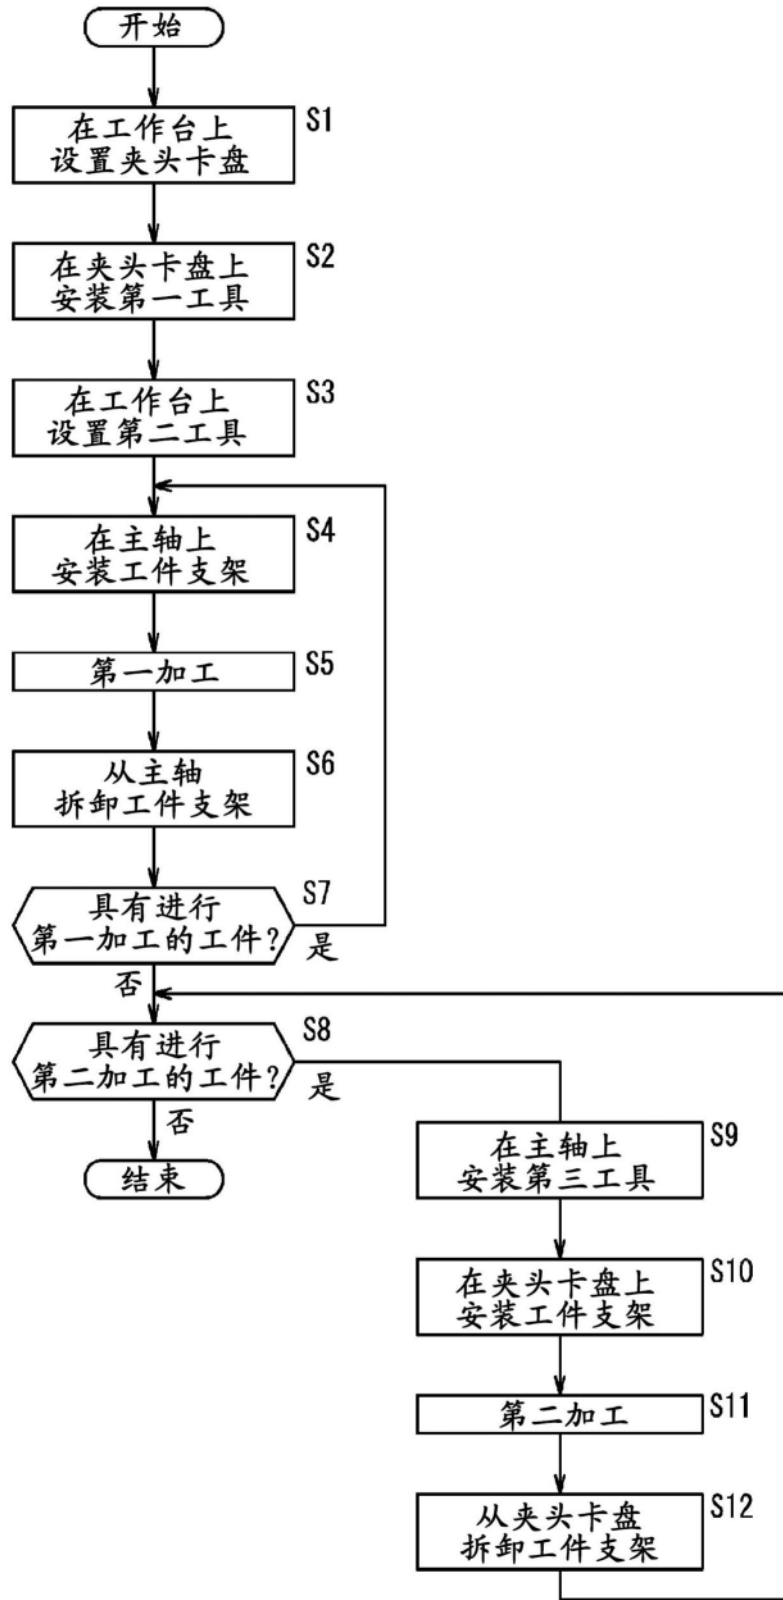 开始
S1
在工作台上
设置夹头卡盘
S2
在夹头卡盘上
安装第一工具
S3
在工作台上
设置第二工具
S4
在主轴上
安装工件支架
S5
第一加工
S6
从主轴
拆卸工件支架
S7
具有进行
第一加工的工件?
是
否
S8
具有进行
第二加工的工件?
是
否
结束
S9
在主轴上
安装第三工具
S10
在夹头卡盘上
安装工件支架
S11
第二加工
S12
从夹头卡盘
拆卸工件支架